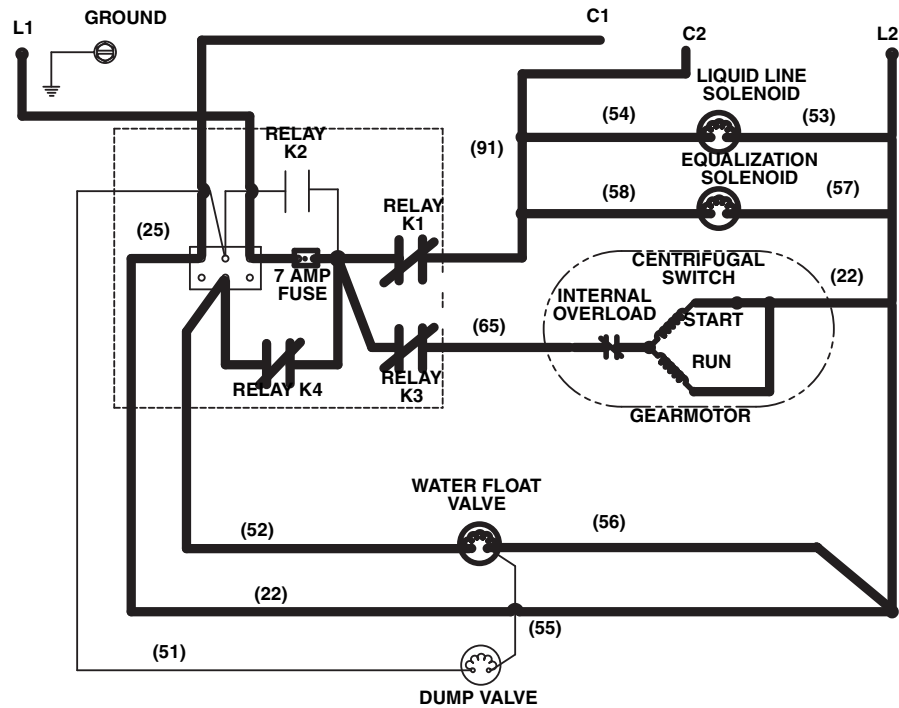 GROUND
L1
C1
C2
L2
LIQUID LINE
SOLENOID
(54)
(53)
RELAY
K2
(91)
EQUALIZATION
SOLENOID
(58)
(57)
RELAY
K1
(25)
7 AMP
FUSE
CENTRIFUGAL
SWITCH
(22)
INTERNAL
OVERLOAD
START
(65)
RUN
RELAY K4
RELAY
K3
GEARMOTOR
WATER FLOAT
VALVE
(52)
(56)
(22)
(55)
(51)
DUMP VALVE